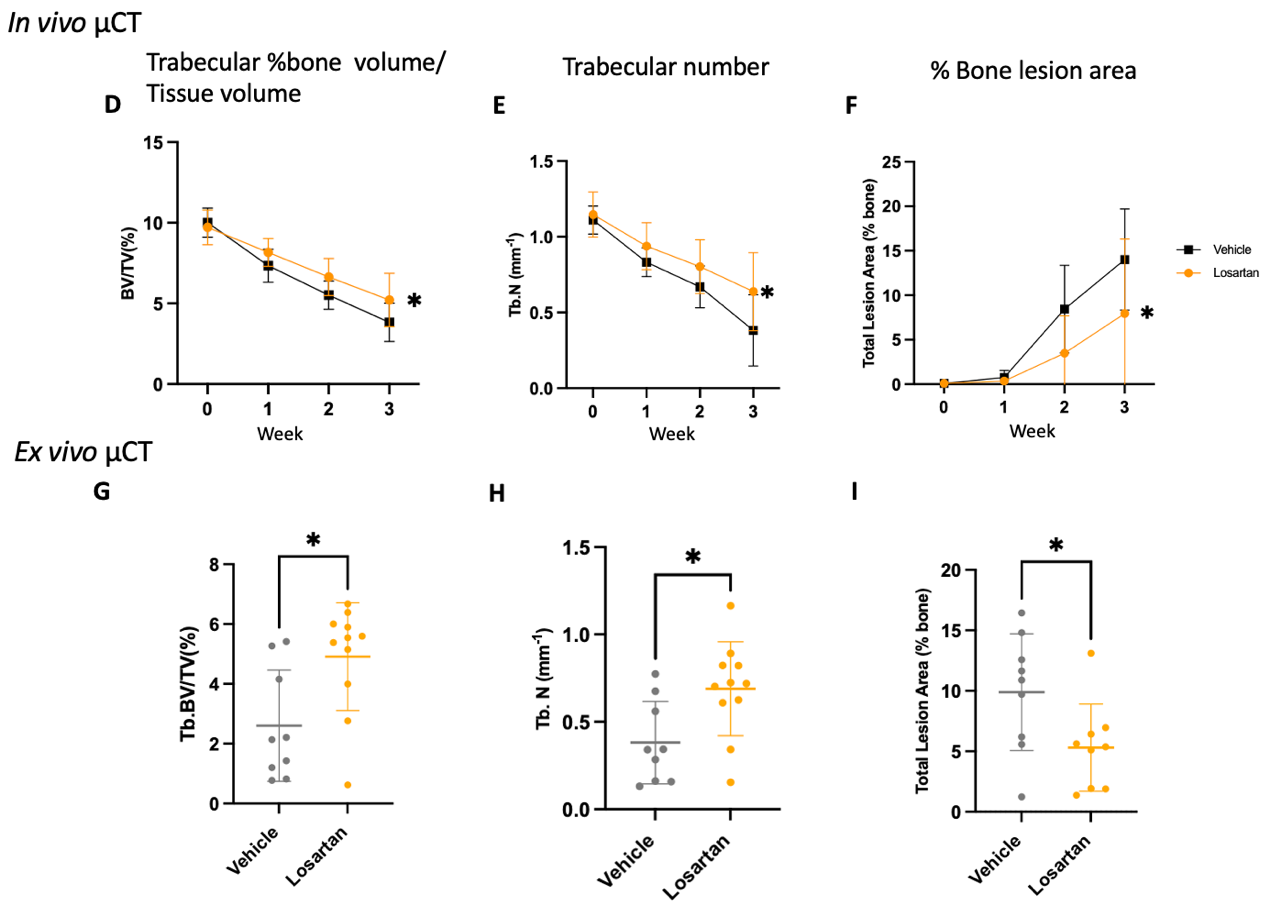 In vivo µCT
Trabecular %bone volume/
Tissue volume
Trabecular number
% Bone lesion area
D
E
F
15
10
5
0
BV/TV(%)
0 1 2 3
Week
1.5
1.0
0.5
0.0
Tb.N (mm-1)
0 1 2 3
Week
25
20
15
10
5
0
Total Lesion Area (% bone)
0 1 2 3
Week
Vehicle
Losartan
*
*
*
Ex vivo µCT
G
H
I
8
6
4
2
0
Tb.BV/TV(%)
*
Vehicle
Losartan
1.5
1.0
0.5
0.0
Tb. N (mm-1)
*
Vehicle
Losartan
20
15
10
5
0
Total Lesion Area (% bone)
*
Vehicle
Losartan